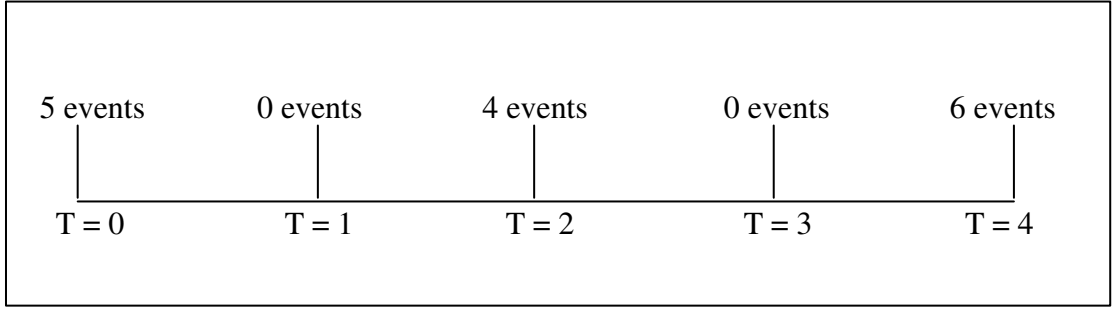 5 events 0 events 4 events 0 events 6 events
T = 0 T = 1 T = 2 T = 3 T = 4